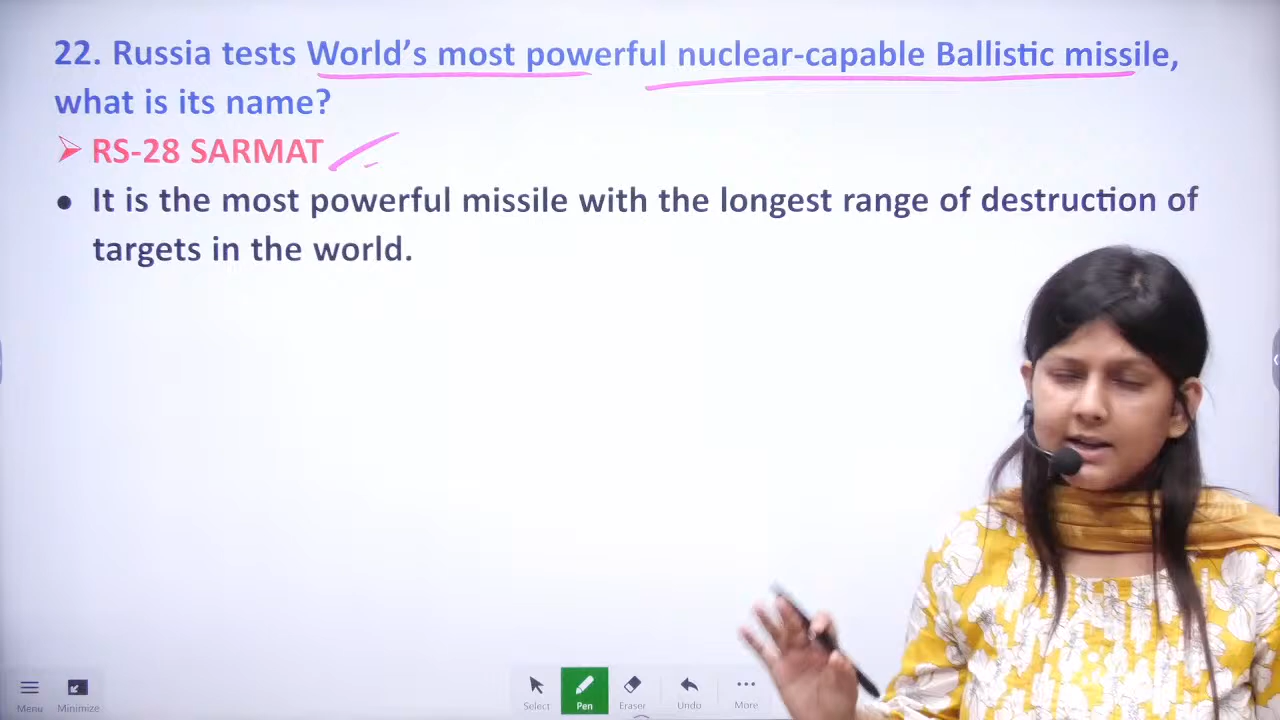 22. Russia tests World's most powerful nuclear-capable Ballistic missile,
what is its name?
➢ RS-28 SARMAT
• It is the most powerful missile with the longest range of destruction of
targets in the world.
Menu
Minimize
Select
Pen
Eraser
Undo
More